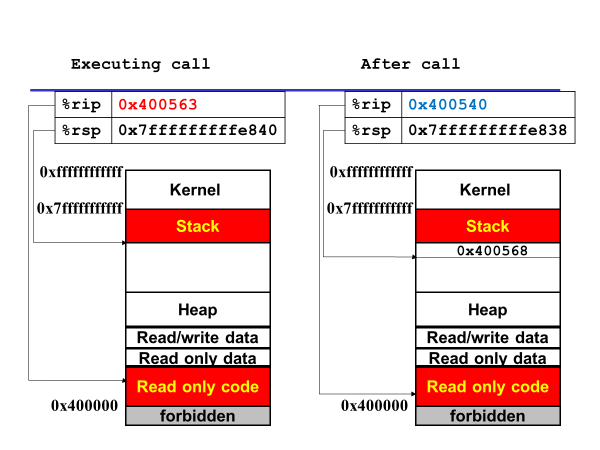 Executing call
After call
%rip 0x400563
%rsp 0x7fffffffffe840
%rip 0x400540
%rsp 0x7fffffffffe838
0xffffffffffff
Kernel
0x7fffffffffff
Stack
Heap
Read/write data
Read only data
Read only code
0x400000
forbidden
0xffffffffffff
Kernel
0x7fffffffffff
Stack
0x400568
Heap
Read/write data
Read only data
Read only code
0x400000
forbidden